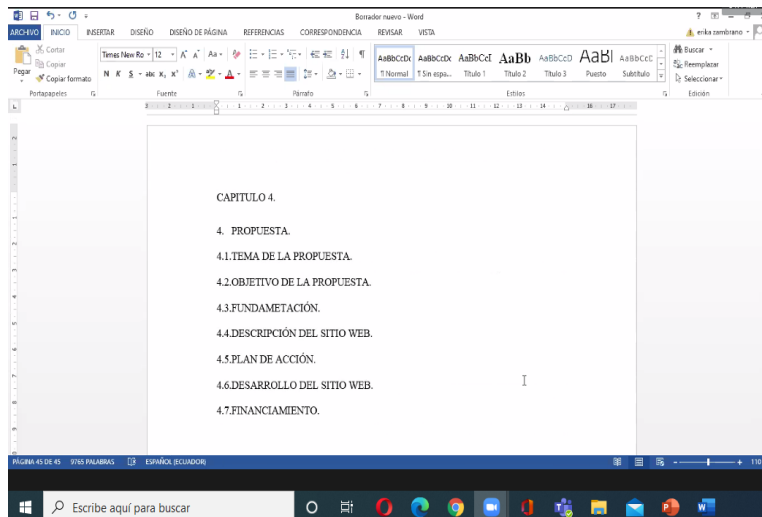 Borrador nuevo - Word
ARCHIVO INICIO INSERTAR DISEÑO DISEÑO DE PÁGINA REFERENCIAS CORRESPONDENCIA REVISAR VISTA erika zambrano
Cortar
Copiar
Copiar formato
Pegar
Times New Ro 12
N K S abc x, x²
AaBbCcDc AaBbCcDc AaBbCcI AaBb AaBbCcD AaBl AaBbCcC
¶ Normal ¶ Sin espa... Título 1 Título 2 Título 3 Puesto Subtítulo
Buscar
Reemplazar
Seleccionar
Portapapeles Fuente Párrafo Estilos Edición
CAPITULO 4.
4. PROPUESTA.
4.1.TEMA DE LA PROPUESTA.
4.2.OBJETIVO DE LA PROPUESTA.
4.3.FUNDAMETACIÓN.
4.4.DESCRIPCIÓN DEL SITIO WEB.
4.5.PLAN DE ACCIÓN.
4.6.DESARROLLO DEL SITIO WEB.
4.7.FINANCIAMIENTO.
PÁGINA 45 DE 45 9765 PALABRAS ESPAÑOL (ECUADOR) 110
Escribe aquí para buscar